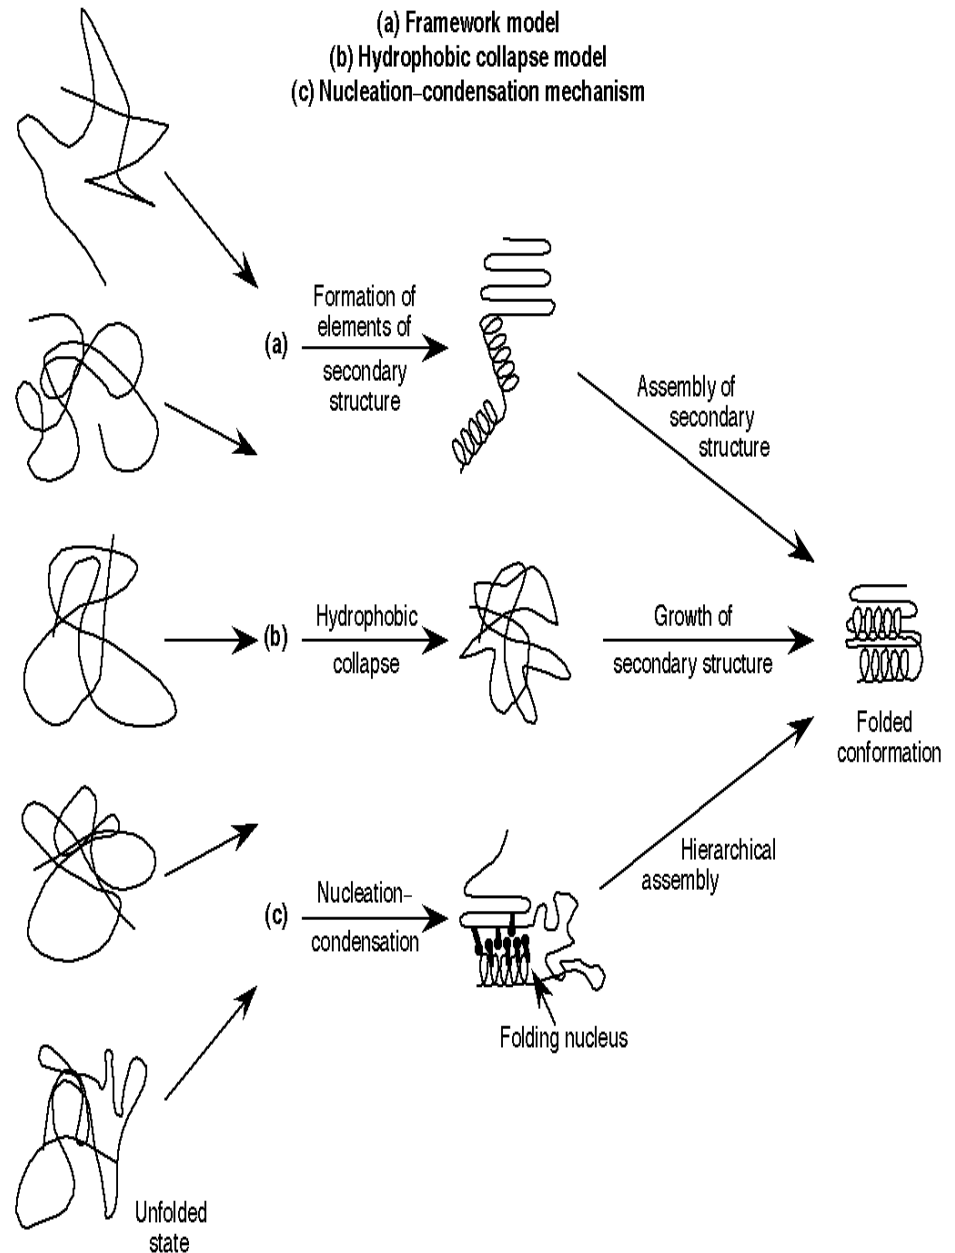 (a) Framework model
(b) Hydrophobic collapse model
(c) Nucleation–condensation mechanism
(a)
Formation of
elements of
secondary
structure
Assembly of
secondary
structure
(b)
Hydrophobic
collapse
Growth of
secondary structure
Folded
conformation
(c)
Nucleation–
condensation
Hierarchical
assembly
Folding nucleus
Unfolded
state